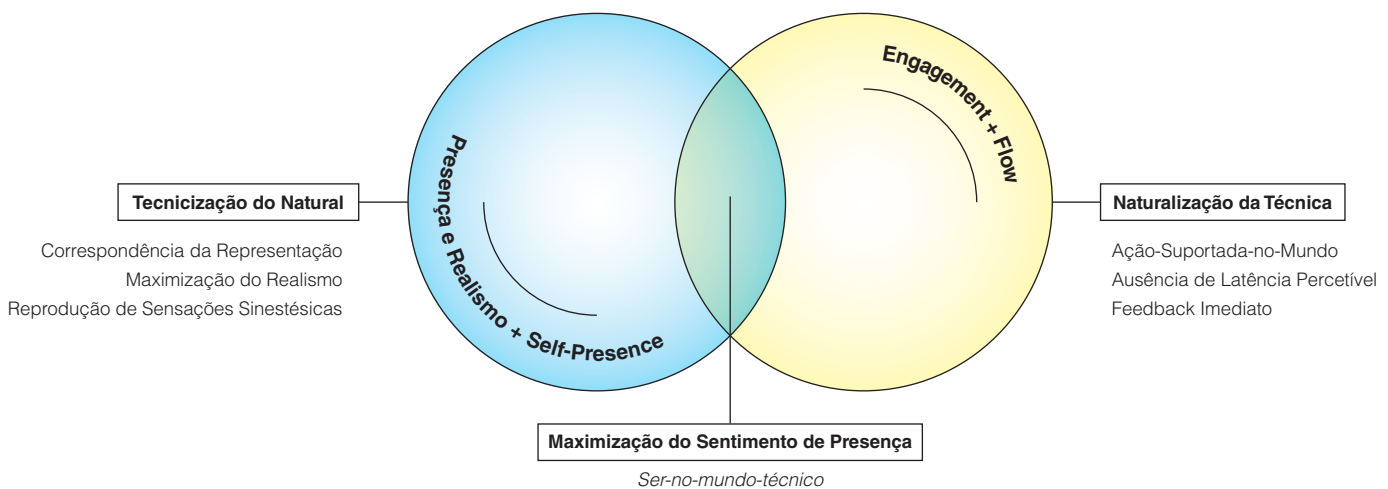 Engagement + Flow
Presença e Realismo + Self-Presence
Tecnicização do Natural
Correspondência da Representação
Maximização do Realismo
Reprodução de Sensações Sinestésicas
Naturalização da Técnica
Ação-Suportada-no-Mundo
Ausência de Latência Percetível
Feedback Imediato
Maximização do Sentimento de Presença
Ser-no-mundo-técnico